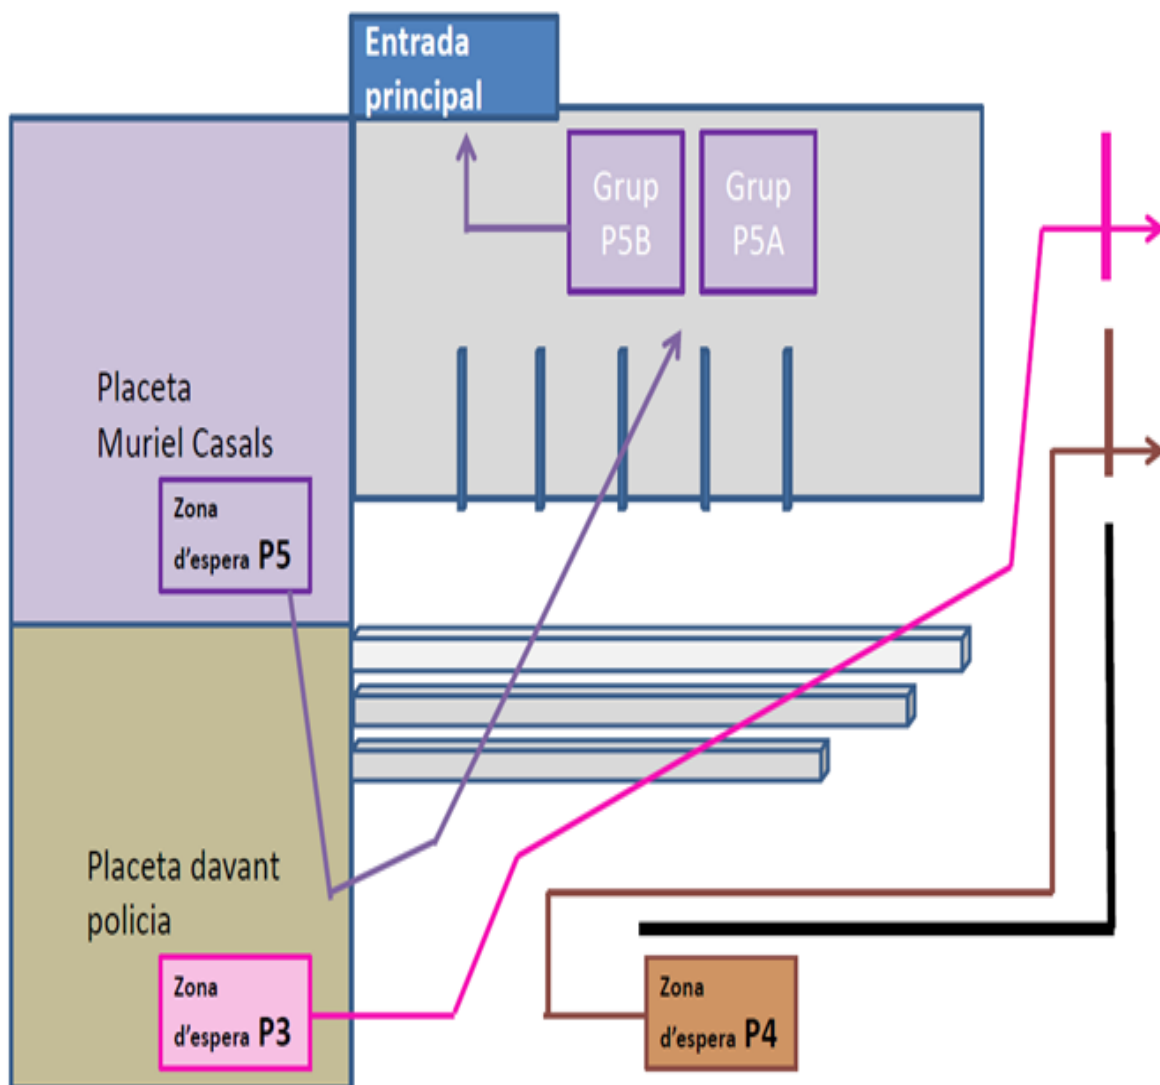 Entrada
principal
Grup
P5B
Grup
P5A
Placeta
Muriel Casals
Zona
d'espera P5
Placeta davant
policia
Zona
d'espera P3
Zona
d'espera P4